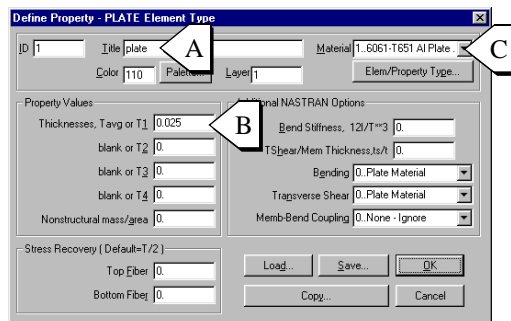 Define Property - PLATE Element Type
ID 1 Title plate A Material 1..6061-T651 Al Plate . C
Color 110 Palette... Layer 1 Elem/Property Type...
Property Values
Thicknesses, Tavg or T1 0.025 B
blank or T2 0.
blank or T3 0.
blank or T4 0.
Nonstructural mass/area 0.
Additional NASTRAN Options
Bend Stiffness, 12I/T**3 0.
TShear/Mem Thickness,ts/t 0.
Bending 0..Plate Material
Transverse Shear 0..Plate Material
Memb-Bend Coupling 0..None - Ignore
Stress Recovery ( Default=T/2 )
Top Fiber 0.
Bottom Fiber 0.
Load... Save... OK
Copy... Cancel